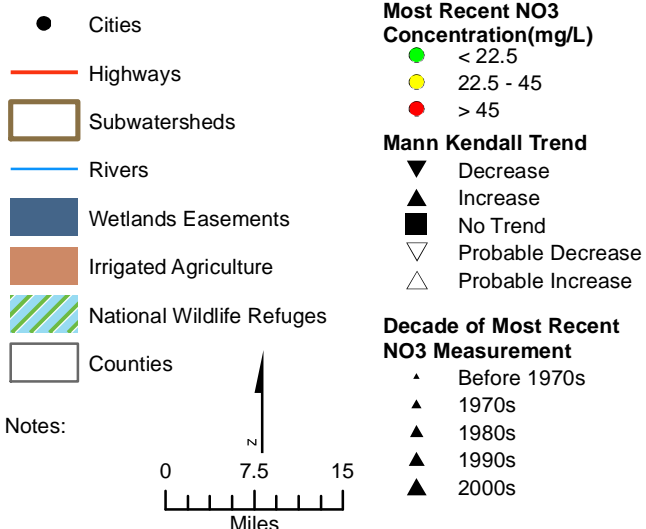 Cities
Highways
Subwatersheds
Rivers
Wetlands Easements
Irrigated Agriculture
National Wildlife Refuges
Counties
Notes:
N
0 7.5 15
Miles
Most Recent NO3
Concentration(mg/L)
< 22.5
22.5 - 45
> 45
Mann Kendall Trend
Decrease
Increase
No Trend
Probable Decrease
Probable Increase
Decade of Most Recent
NO3 Measurement
Before 1970s
1970s
1980s
1990s
2000s